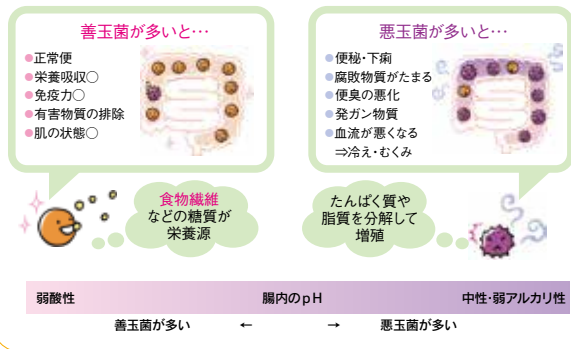 善玉菌が多いと…
●正常便
●栄養吸収○
●免疫力○
●有害物質の排除
●肌の状態○
悪玉菌が多いと…
●便秘・下痢
●腐敗物質がたまる
●便臭の悪化
●発ガン物質
●血流が悪くなる
⇒冷え・むくみ
食物繊維
などの糖質が
栄養源
たんぱく質や
脂質を分解して
増殖
弱酸性 腸内のpH 中性・弱アルカリ性
善玉菌が多い ← → 悪玉菌が多い